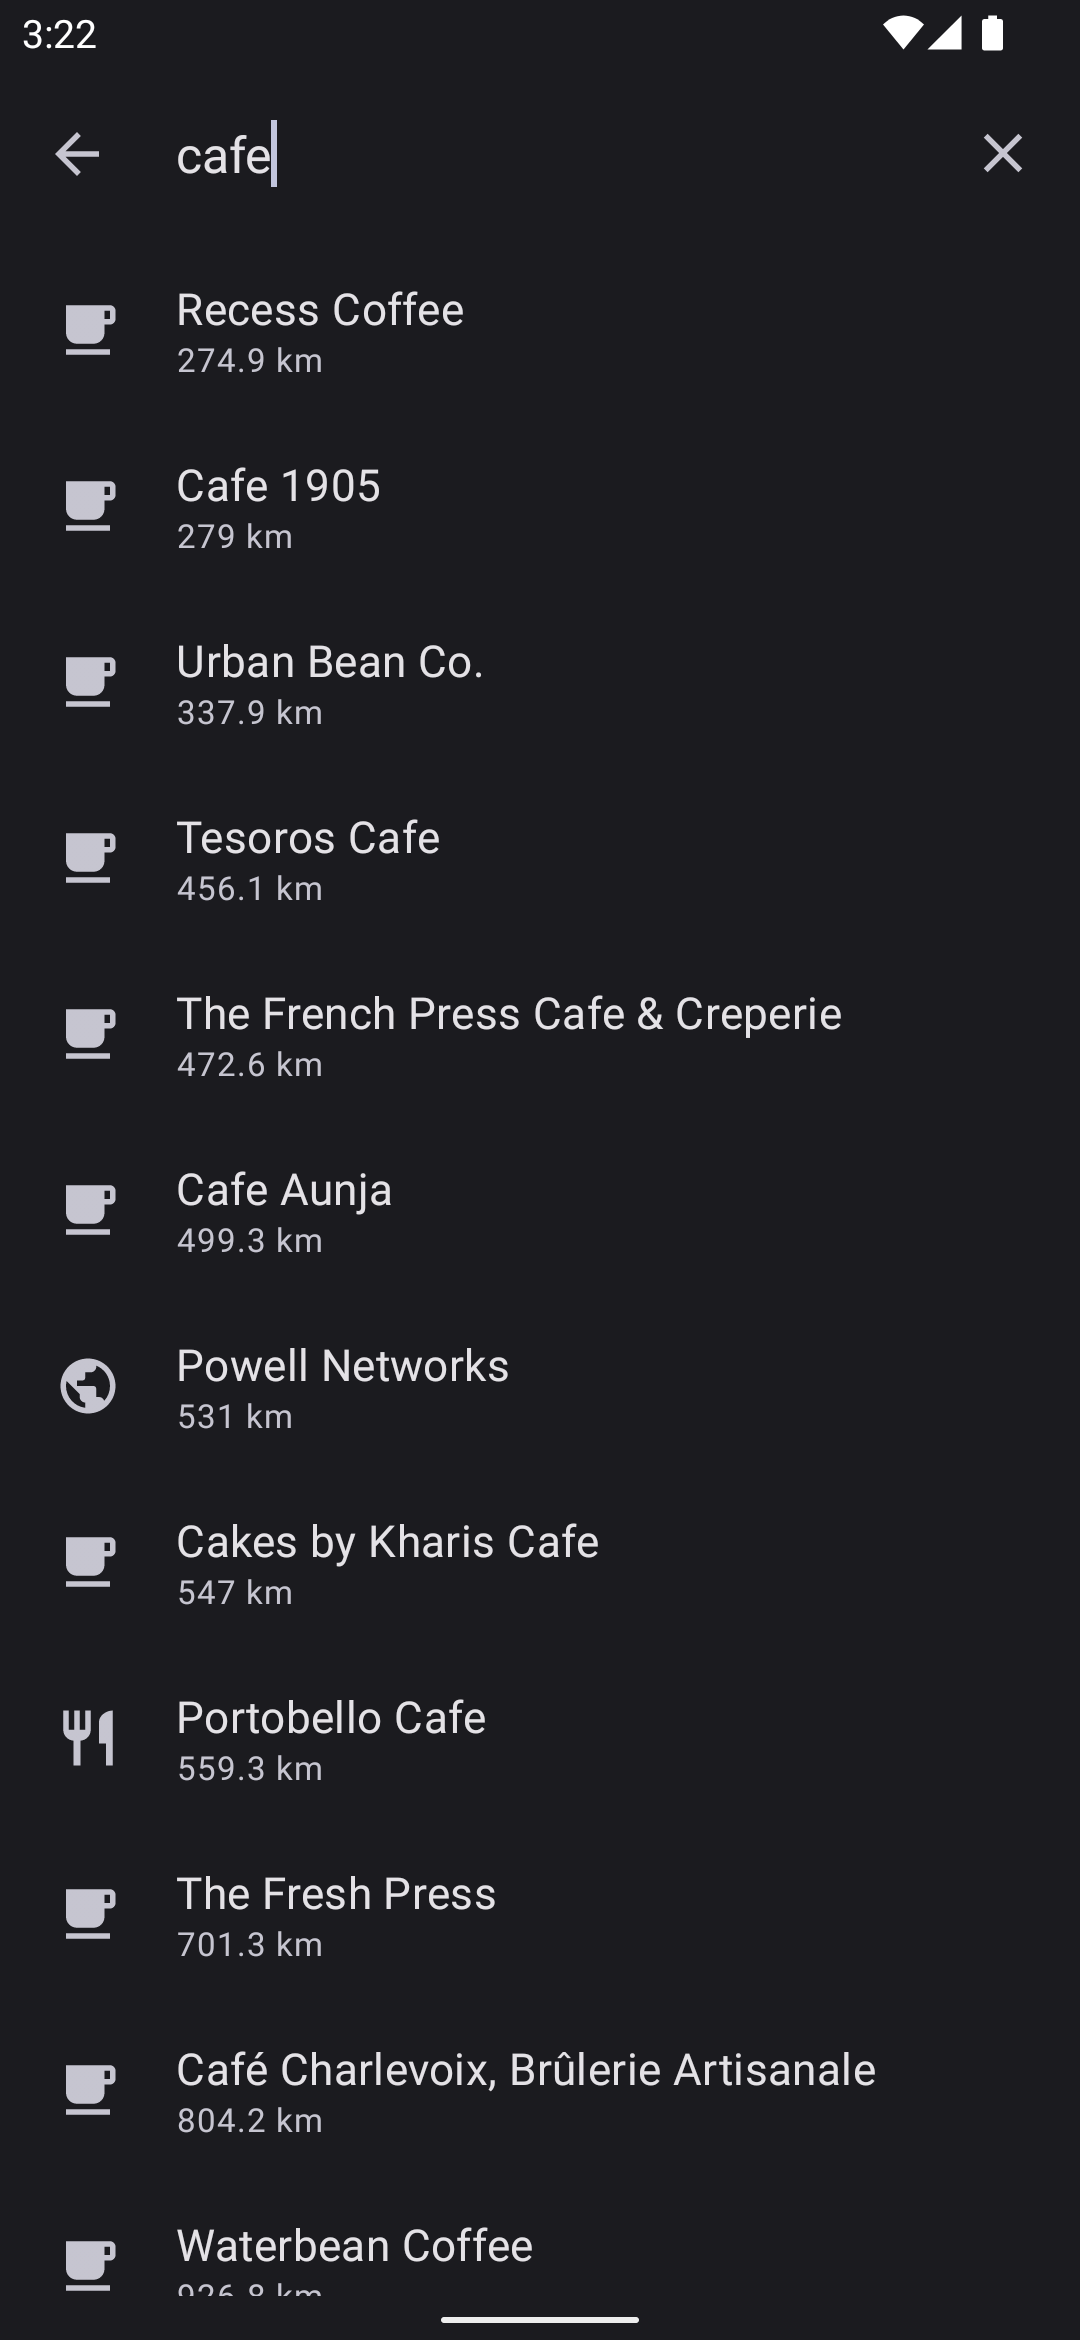 3:22
cafe
Recess Coffee
274.9 km
Cafe 1905
279 km
Urban Bean Co.
337.9 km
Tesoros Cafe
456.1 km
The French Press Cafe & Creperie
472.6 km
Cafe Aunja
499.3 km
Powell Networks
531 km
Cakes by Kharis Cafe
547 km
Portobello Cafe
559.3 km
The Fresh Press
701.3 km
Café Charlevoix, Brûlerie Artisanale
804.2 km
Waterbean Coffee
926.8 km